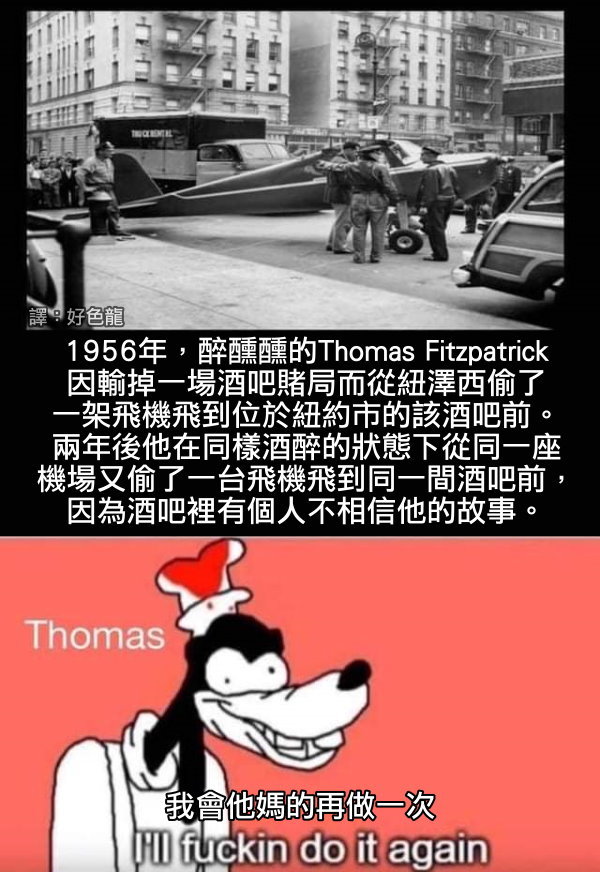 TRUCK RENTAL
譯：好色龍
1956年，醉醺醺的Thomas Fitzpatrick
因輸掉一場酒吧賭局而從紐澤西偷了
一架飛機飛到位於紐約市的該酒吧前。
兩年後他在同樣酒醉的狀態下從同一座
機場又偷了一台飛機飛到同一間酒吧前，
因為酒吧裡有個人不相信他的故事。
Thomas
我會他媽的再做一次
I'll fuckin do it again